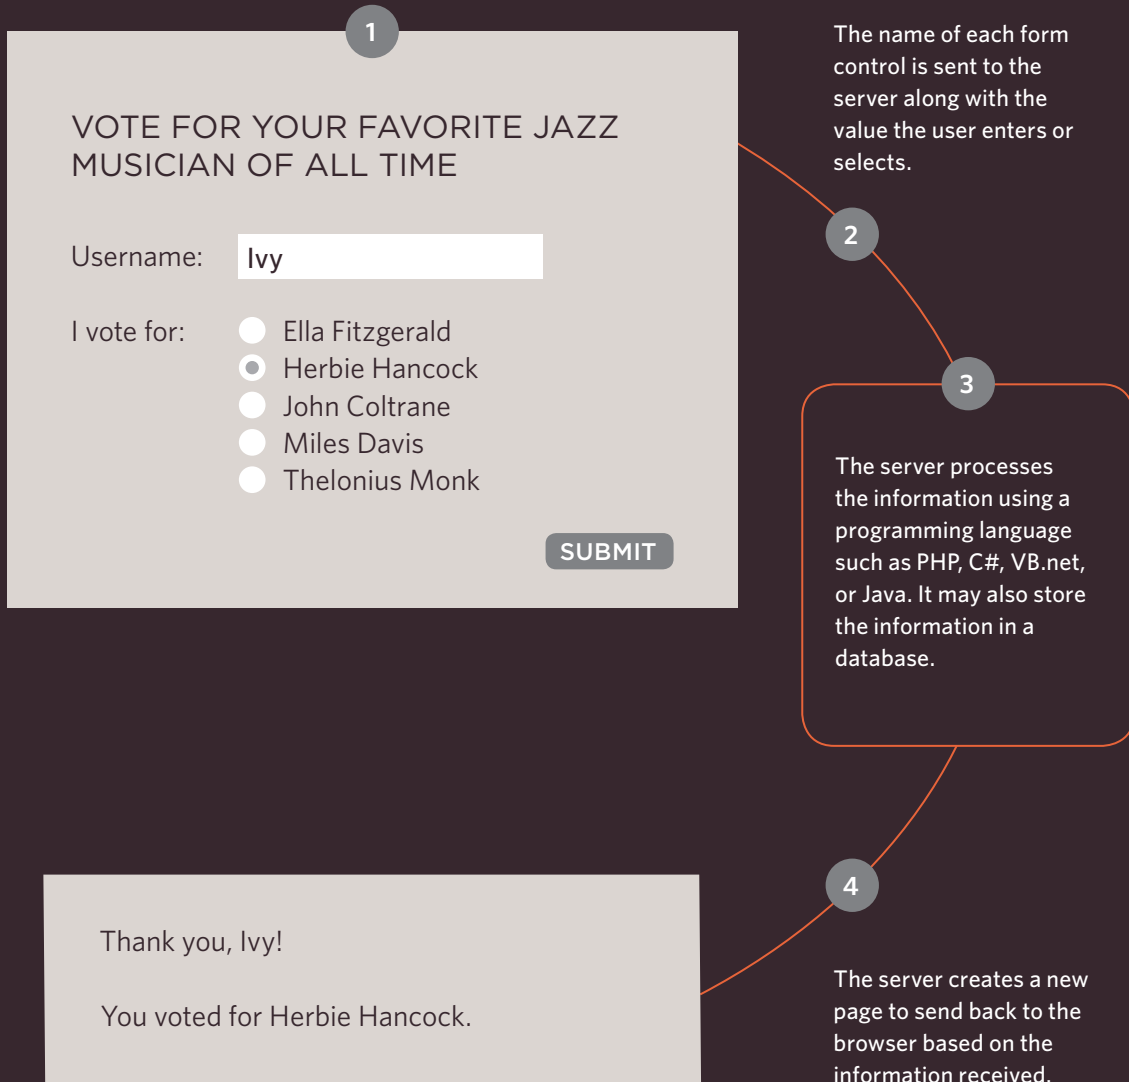 1
VOTE FOR YOUR FAVORITE JAZZ
MUSICIAN OF ALL TIME
Username: Ivy
I vote for: Ella Fitzgerald
Herbie Hancock
John Coltrane
Miles Davis
Thelonius Monk
SUBMIT
The name of each form
control is sent to the
server along with the
value the user enters or
selects.
2
3
The server processes
the information using a
programming language
such as PHP, C#, VB.net,
or Java. It may also store
the information in a
database.
4
Thank you, Ivy!
You voted for Herbie Hancock.
The server creates a new
page to send back to the
browser based on the
information received.